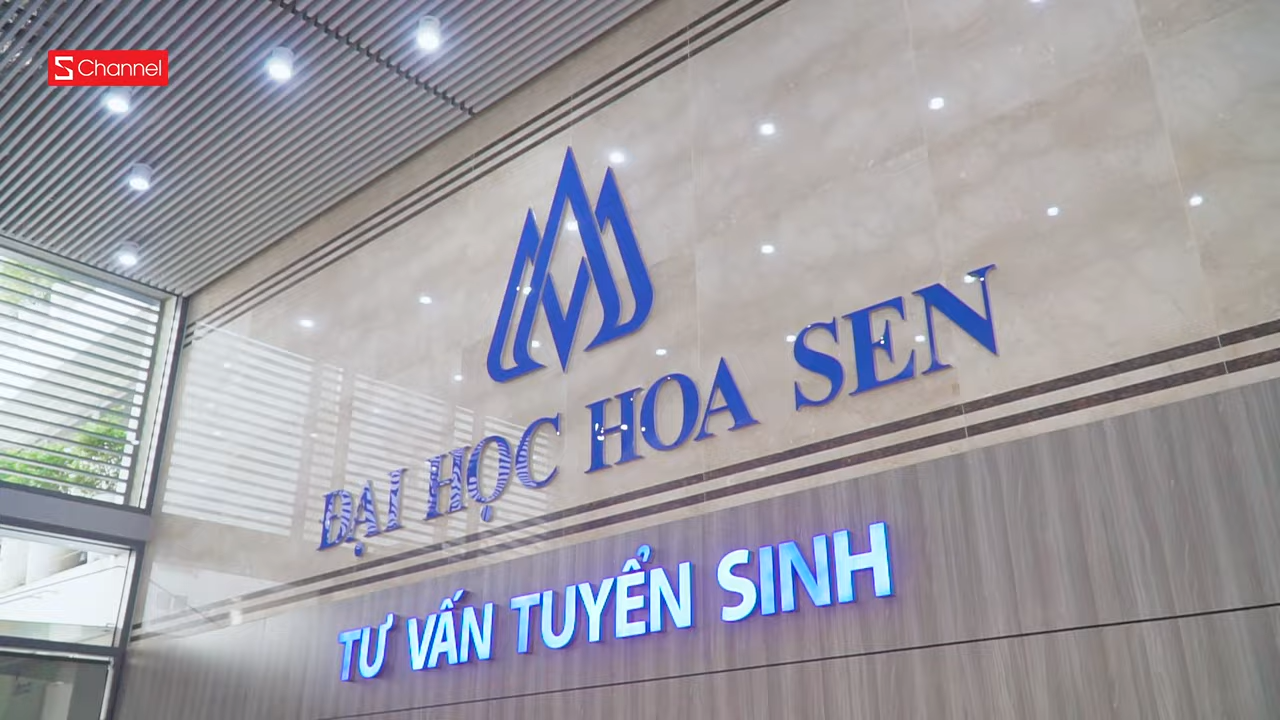 S Channel
ĐẠI HỌC HOA SEN
TƯ VẤN TUYỂN SINH